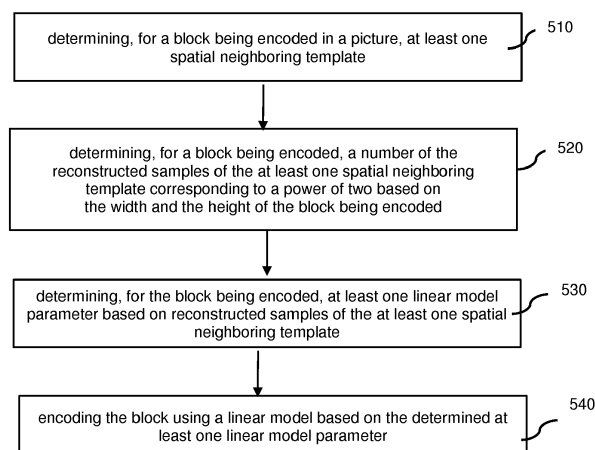 determining, for a block being encoded in a picture, at least one
spatial neighboring template
510
determining, for a block being encoded, a number of the
reconstructed samples of the at least one spatial neighboring
template corresponding to a power of two based on
the width and the height of the block being encoded
520
determining, for the block being encoded, at least one linear model
parameter based on reconstructed samples of the at least one spatial
neighboring template
530
encoding the block using a linear model based on the determined at
least one linear model parameter
540